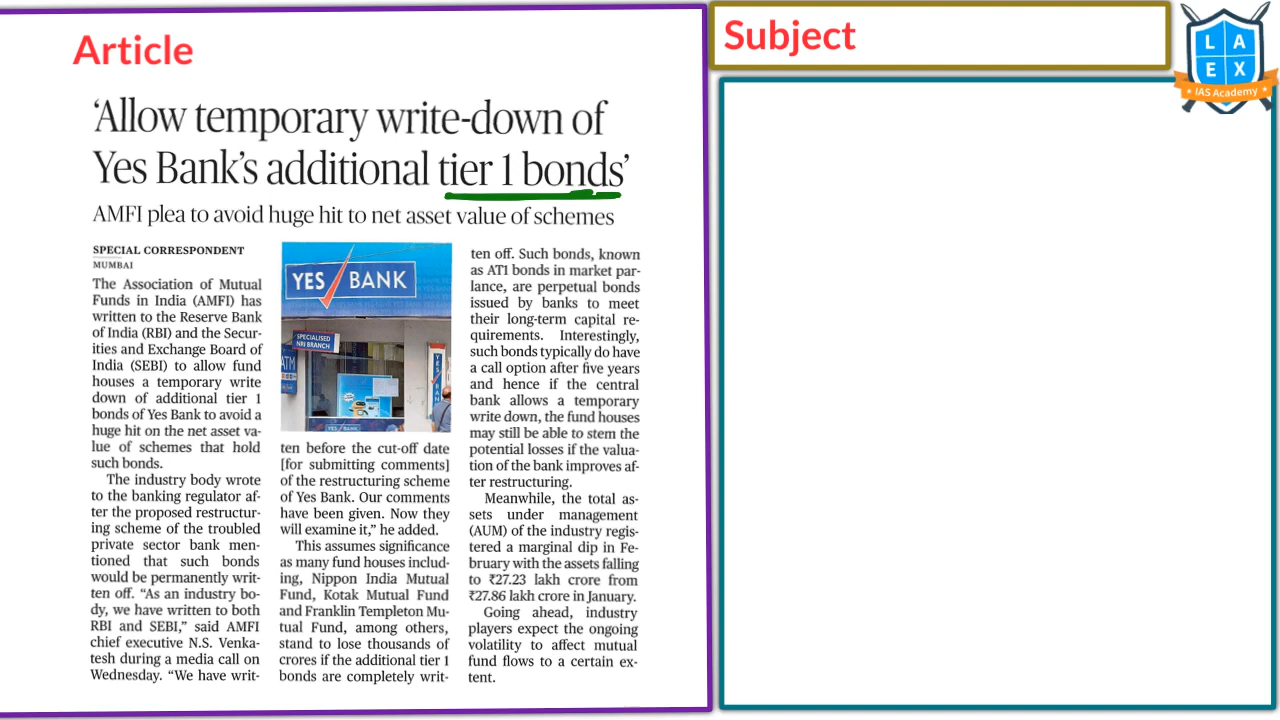 Article
‘Allow temporary write-down of
Yes Bank’s additional tier 1 bonds’
AMFI plea to avoid huge hit to net asset value of schemes
SPECIAL CORRESPONDENT
MUMBAI
The Association of Mutual
Funds in India (AMFI) has
written to the Reserve Bank
of India (RBI) and the Secur-
ities and Exchange Board of
India (SEBI) to allow fund
houses a temporary write
down of additional tier 1
bonds of Yes Bank to avoid a
huge hit on the net asset va-
lue of schemes that hold
such bonds.
The industry body wrote
to the banking regulator af-
ter the proposed restructur-
ing scheme of the troubled
private sector bank men-
tioned that such bonds
would be permanently writ-
ten off. “As an industry bo-
dy, we have written to both
RBI and SEBI,” said AMFI
chief executive N.S. Venka-
tesh during a media call on
Wednesday. “We have writ-
YES BANK
SPECIALISED
NRI BRANCH
ATM
YES BANK
YES BAN
ten before the cut-off date
[for submitting comments]
of the restructuring scheme
of Yes Bank. Our comments
have been given. Now they
will examine it,” he added.
This assumes significance
as many fund houses includ-
ing, Nippon India Mutual
Fund, Kotak Mutual Fund
and Franklin Templeton Mu-
tual Fund, among others,
stand to lose thousands of
crores if the additional tier 1
bonds are completely writ-
ten off. Such bonds, known
as AT1 bonds in market par-
lance, are perpetual bonds
issued by banks to meet
their long-term capital re-
quirements. Interestingly,
such bonds typically do have
a call option after five years
and hence if the central
bank allows a temporary
write down, the fund houses
may still be able to stem the
potential losses if the valua-
tion of the bank improves af-
ter restructuring.
Meanwhile, the total as-
sets under management
(AUM) of the industry regis-
tered a marginal dip in Fe-
bruary with the assets falling
to ₹27.23 lakh crore from
₹27.86 lakh crore in January.
Going ahead, industry
players expect the ongoing
volatility to affect mutual
fund flows to a certain ex-
tent.
Subject
L A
E X
IAS Academy